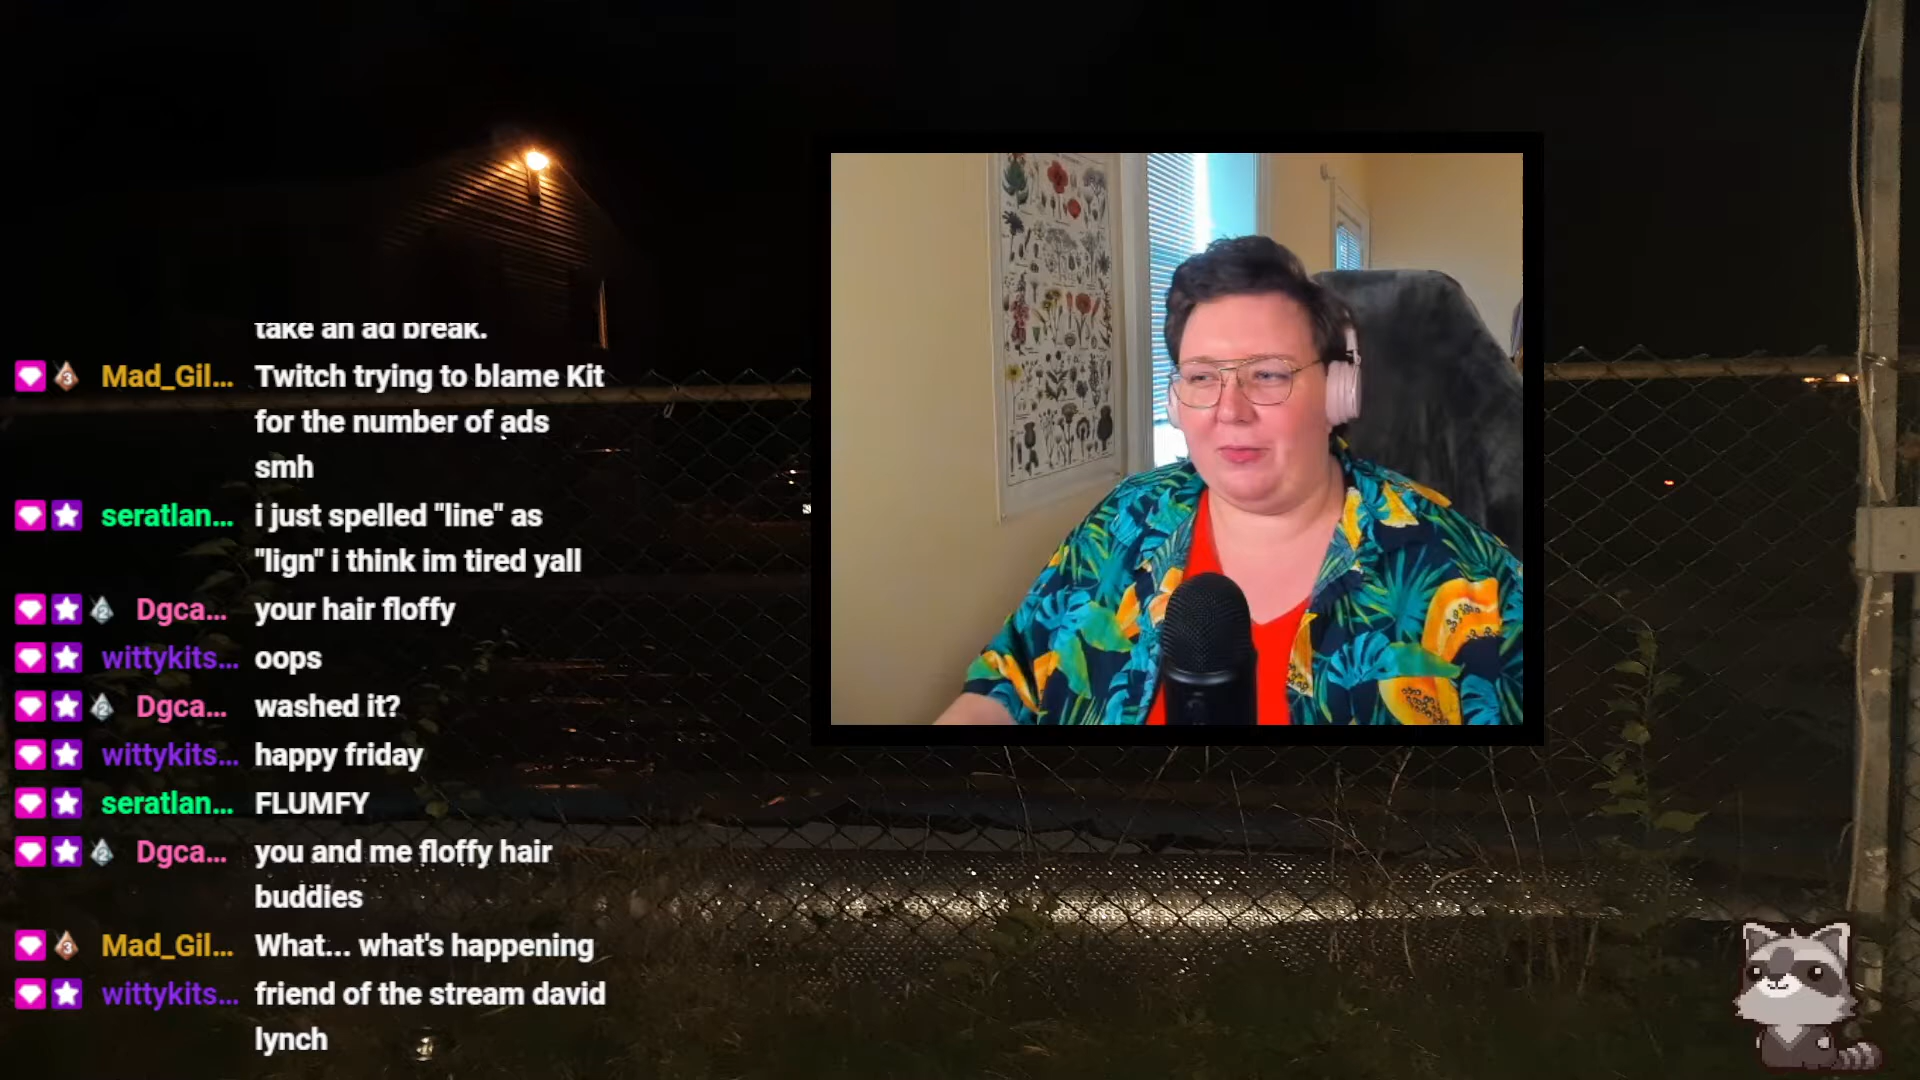 take an ad break.
Mad_Gil... Twitch trying to blame Kit
for the number of ads
smh
seratlan... i just spelled "line" as
"lign" i think im tired yall
Dgca... your hair floffy
wittykits... oops
Dgca... washed it?
wittykits... happy friday
seratlan... FLUMFY
Dgca... you and me floffy hair
buddies
Mad_Gil... What... what's happening
wittykits... friend of the stream david
lynch